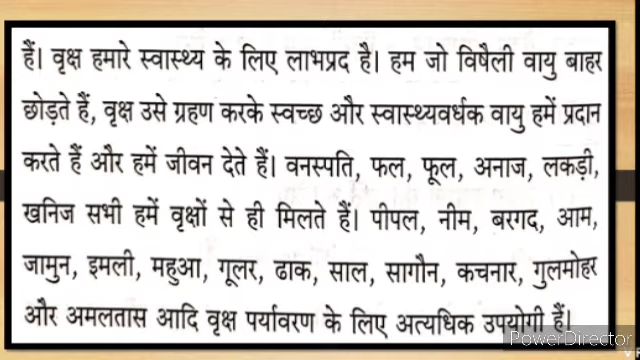 हैं। वृक्ष हमारे स्वास्थ्य के लिए लाभप्रद है। हम जो विषैली वायु बाहर
छोड़ते हैं, वृक्ष उसे ग्रहण करके स्वच्छ और स्वास्थ्यवर्धक वायु हमें प्रदान
करते हैं और हमें जीवन देते हैं। वनस्पति, फल, फूल, अनाज, लकड़ी,
खनिज सभी हमें वृक्षों से ही मिलते हैं। पीपल, नीम, बरगद, आम,
जामुन, इमली, महुआ, गूलर, ढाक, साल, सागौन, कचनार, गुलमोहर
और अमलतास आदि वृक्ष पर्यावरण के लिए अत्यधिक उपयोगी हैं।
PowerDirector